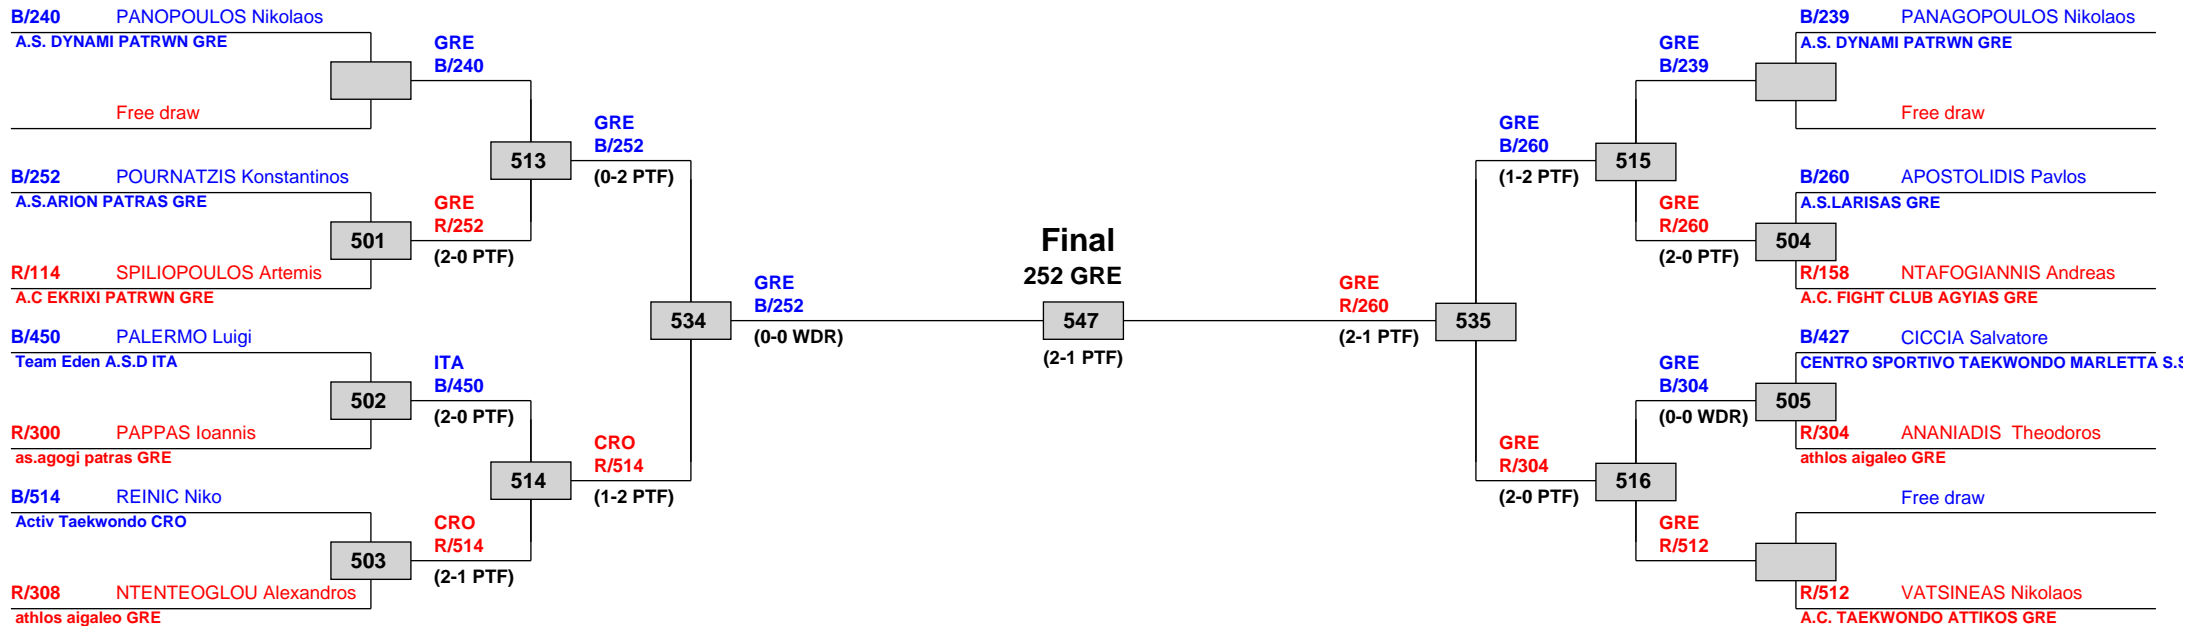 B/240 PANOPOULOS Nikolaos
A.S. DYNAMI PATRWN GRE
Free draw
B/252 POURNATZIS Konstantinos
A.S.ARION PATRAS GRE
R/114 SPILIOPOULOS Artemis
A.C EKRIXI PATRWN GRE
B/450 PALERMO Luigi
Team Eden A.S.D ITA
R/300 PAPPAS Ioannis
as.agogi patras GRE
B/514 REINIC Niko
Activ Taekwondo CRO
R/308 NTENTEOGLOU Alexandros
athlos aigaleo GRE
501
502
503
GRE
B/240
GRE
R/252
(2-0 PTF)
ITA
B/450
(2-0 PTF)
CRO
R/514
(2-1 PTF)
513
514
GRE
B/252
(0-2 PTF)
CRO
R/514
(1-2 PTF)
534
GRE
B/252
(0-0 WDR)
Final
252 GRE
547
(2-1 PTF)
GRE
R/260
(2-1 PTF)
535
GRE
B/260
(1-2 PTF)
GRE
R/304
(2-0 PTF)
515
516
GRE
B/239
GRE
R/260
(2-0 PTF)
GRE
B/304
(0-0 WDR)
GRE
R/512
504
505
B/239 PANAGOPOULOS Nikolaos
A.S. DYNAMI PATRWN GRE
Free draw
B/260 APOSTOLIDIS Pavlos
A.S.LARISAS GRE
R/158 NTAFOGIANNIS Andreas
A.C. FIGHT CLUB AGYIAS GRE
B/427 CICCIA Salvatore
CENTRO SPORTIVO TAEKWONDO MARLETTA S.S
R/304 ANANIADIS Theodoros
athlos aigaleo GRE
Free draw
R/512 VATSINEAS Nikolaos
A.C. TAEKWONDO ATTIKOS GRE